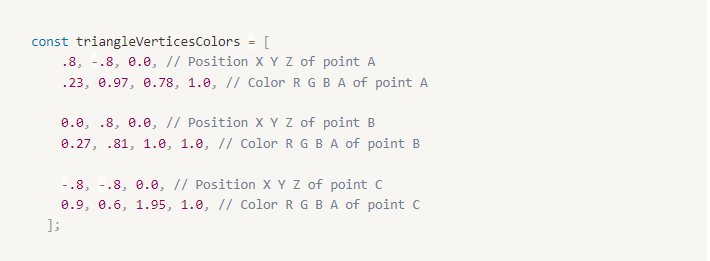 const triangleVerticesColors = [
.8, -.8, 0.0, // Position X Y Z of point A
.23, 0.97, 0.78, 1.0, // Color R G B A of point A
0.0, .8, 0.0, // Position X Y Z of point B
0.27, .81, 1.0, 1.0, // Color R G B A of point B
-.8, -.8, 0.0, // Position X Y Z of point C
0.9, 0.6, 1.95, 1.0, // Color R G B A of point C
];